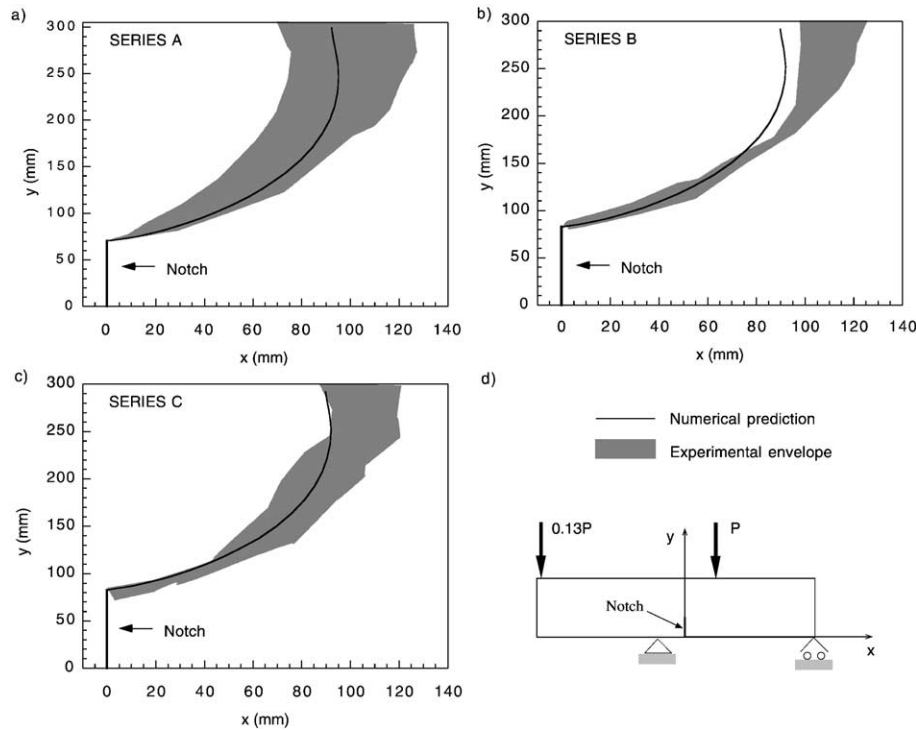 a)
SERIES A
300
250
200
150
100
50
0
y (mm)
Notch
0 20 40 60 80 100 120 140
x (mm)
b)
SERIES B
300
250
200
150
100
50
0
y (mm)
Notch
0 20 40 60 80 100 120 140
x (mm)
c)
SERIES C
300
250
200
150
100
50
0
y (mm)
Notch
0 20 40 60 80 100 120 140
x (mm)
d)
Numerical prediction
Experimental envelope
0.13P
y
P
Notch
x